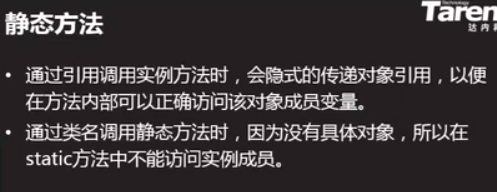 静态方法
Taren
Technology
达内
• 通过引用调用实例方法时，会隐式的传递对象引用，以便
在方法内部可以正确访问该对象成员变量。
• 通过类名调用静态方法时，因为没有具体对象，所以在
static方法中不能访问实例成员。